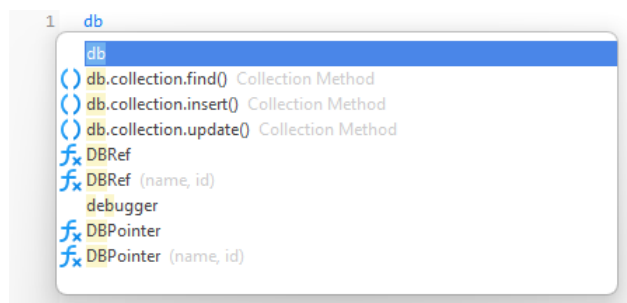 1 db
db
db.collection.find() Collection Method
db.collection.insert() Collection Method
db.collection.update() Collection Method
DBRef
DBRef (name, id)
debugger
DBPointer
DBPointer (name, id)